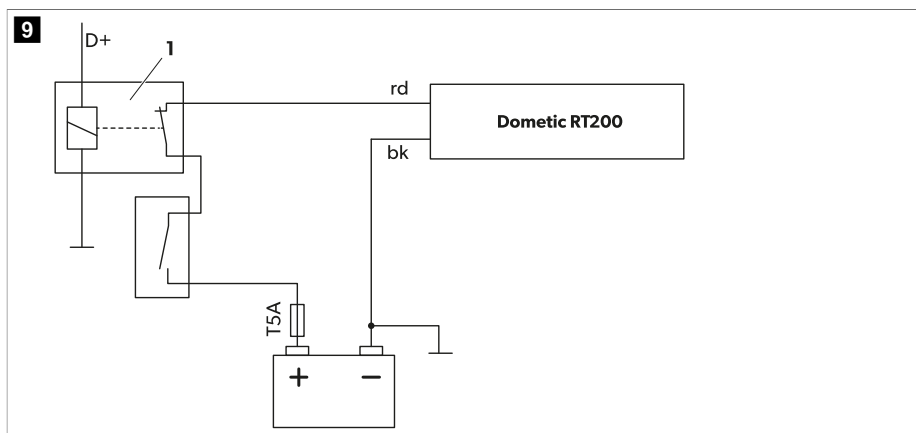 9
D+
1
rd
Dometic RT200
bk
T5A
+ −